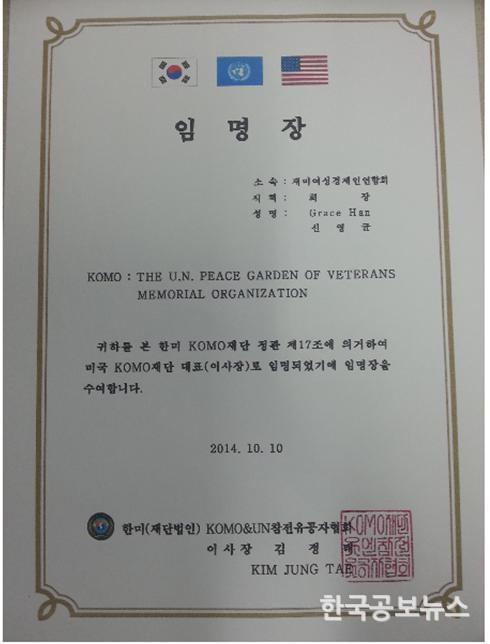 임 명 장
소 속 : 재미여성경제인연합회
직 책 : 회 장
성 명 : Grace Han
신 영 균
KOMO : THE U.N. PEACE GARDEN OF VETERANS
MEMORIAL ORGANIZATION
귀하를 본 한미 KOMO재단 정관 제17조에 의거하여
미국 KOMO재단 대표(이사장)로 임명되었기에 임명장을
수여합니다.
2014. 10. 10
한미(재단법인) KOMO&UN참전유공자협회
이 사 장 김 정
KIM JUNG TAE
한국공보뉴스